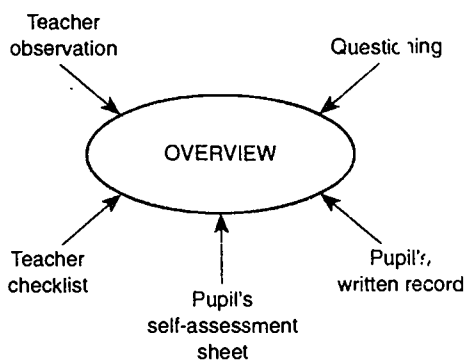 Teacher
observation
Questioning
OVERVIEW
Teacher
checklist
Pupil's
self-assessment
sheet
Pupil's
written record